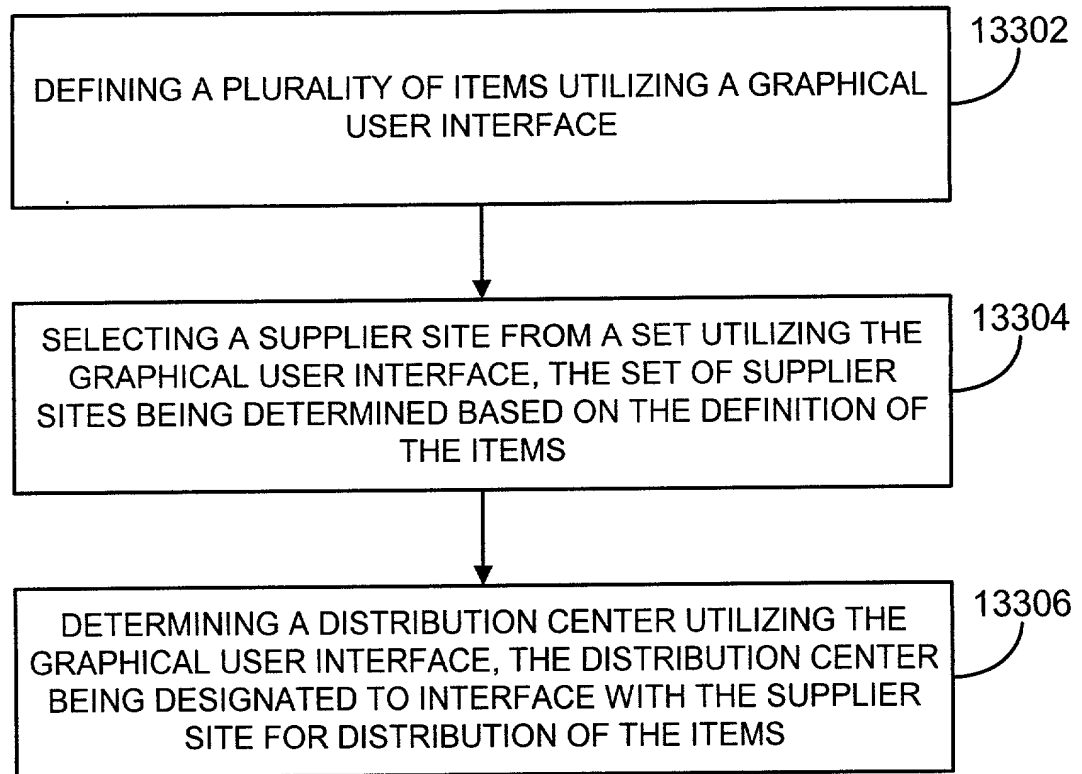 13302
DEFINING A PLURALITY OF ITEMS UTILIZING A GRAPHICAL
USER INTERFACE
13304
SELECTING A SUPPLIER SITE FROM A SET UTILIZING THE
GRAPHICAL USER INTERFACE, THE SET OF SUPPLIER
SITES BEING DETERMINED BASED ON THE DEFINITION OF
THE ITEMS
13306
DETERMINING A DISTRIBUTION CENTER UTILIZING THE
GRAPHICAL USER INTERFACE, THE DISTRIBUTION CENTER
BEING DESIGNATED TO INTERFACE WITH THE SUPPLIER
SITE FOR DISTRIBUTION OF THE ITEMS